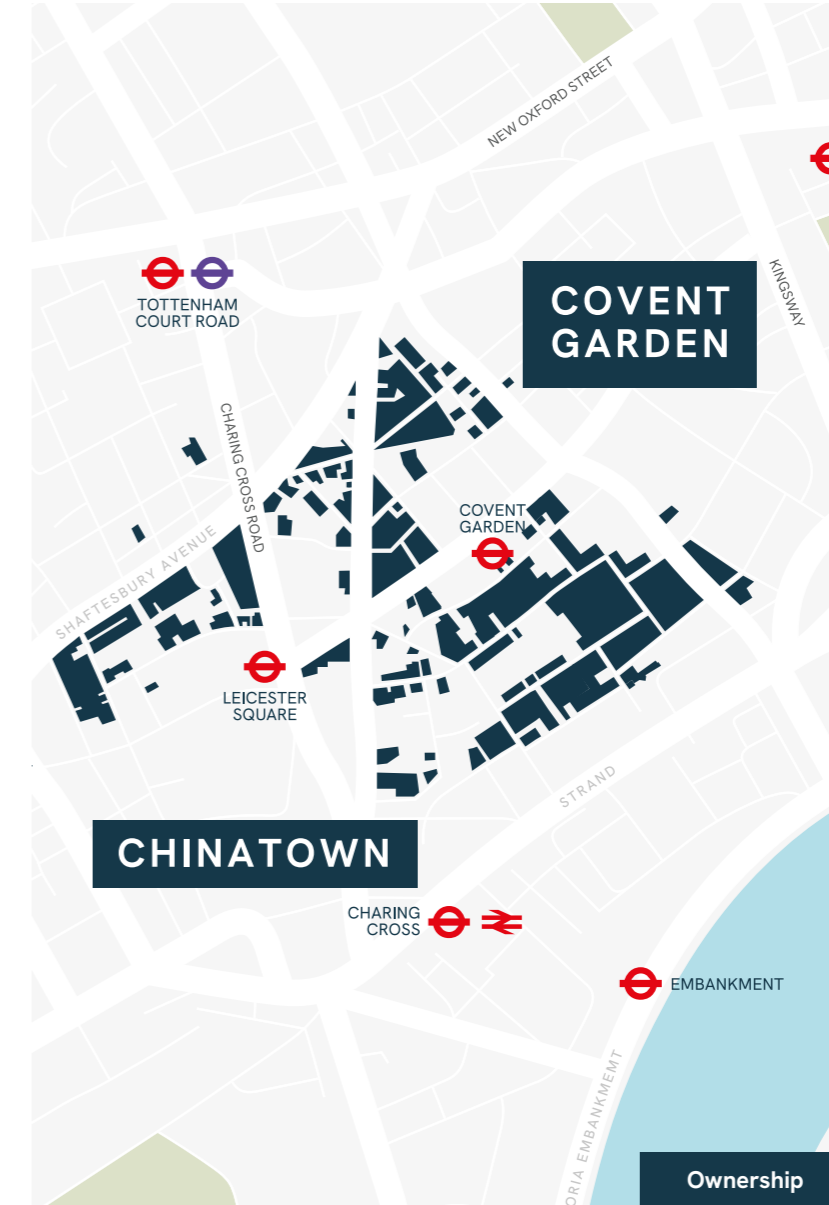 NEW OXFORD STREET
TOTTENHAM
COURT ROAD
COVENT
GARDEN
KINGSWAY
CHARING CROSS ROAD
COVENT
GARDEN
SHAFTESBURY AVENUE
LEICESTER
SQUARE
STRAND
CHINATOWN
CHARING
CROSS
EMBANKMENT
ORIA EMBANKMEMT
Ownership